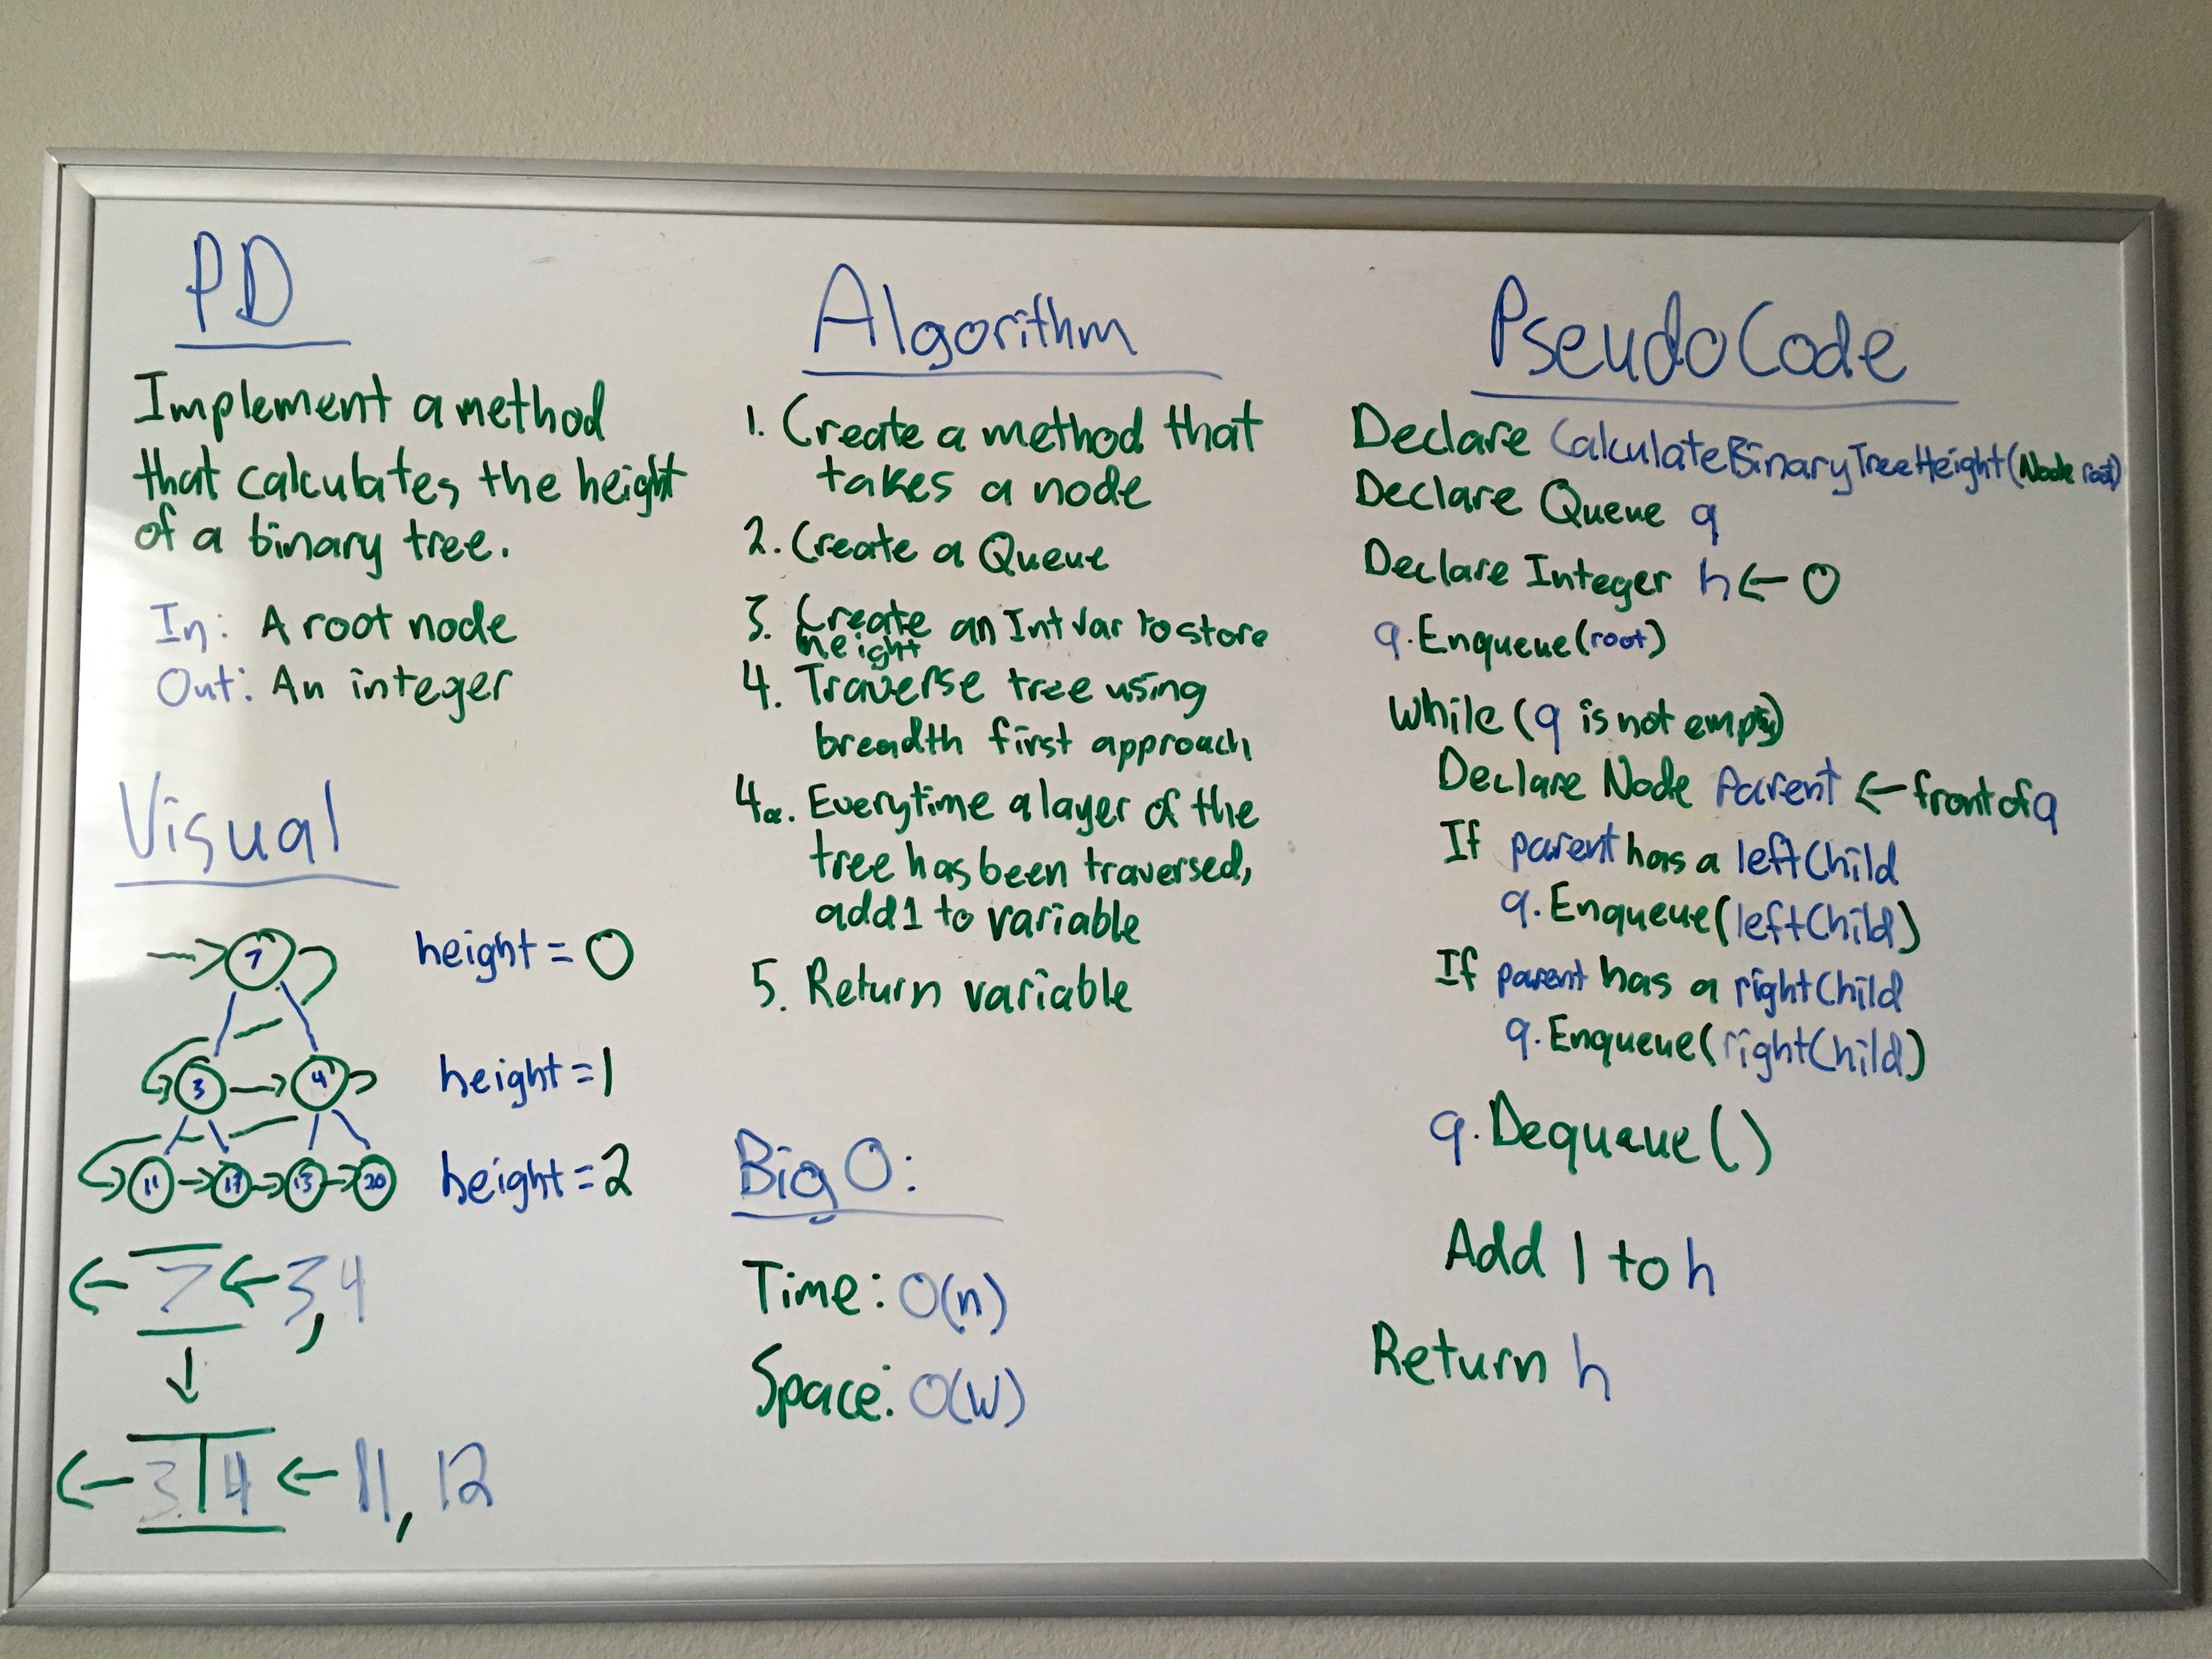 PD
Implement a method
that calculates the height
of a binary tree.
In: A root node
Out: An integer
Visual
7
height = 0
3 4
height = 1
11 13 20
height = 2
7 3, 4
3 4 11, 12
Algorithm
1. Create a method that
takes a node
2. Create a Queue
3. Create an Int var to store
height
4. Traverse tree using
breadth first approach
4a. Everytime a layer of the
tree has been traversed,
add 1 to variable
5. Return variable
Big O:
Time: O(n)
Space: O(W)
PseudoCode
Declare CalculateBinaryTreeHeight(Node root)
Declare Queue q
Declare Integer h ← 0
q.Enqueue(root)
While (q is not empty)
Declare Node Parent ← front of q
If parent has a leftChild
q.Enqueue(leftChild)
If parent has a rightChild
q.Enqueue(rightChild)
q.Dequeue()
Add 1 to h
Return h